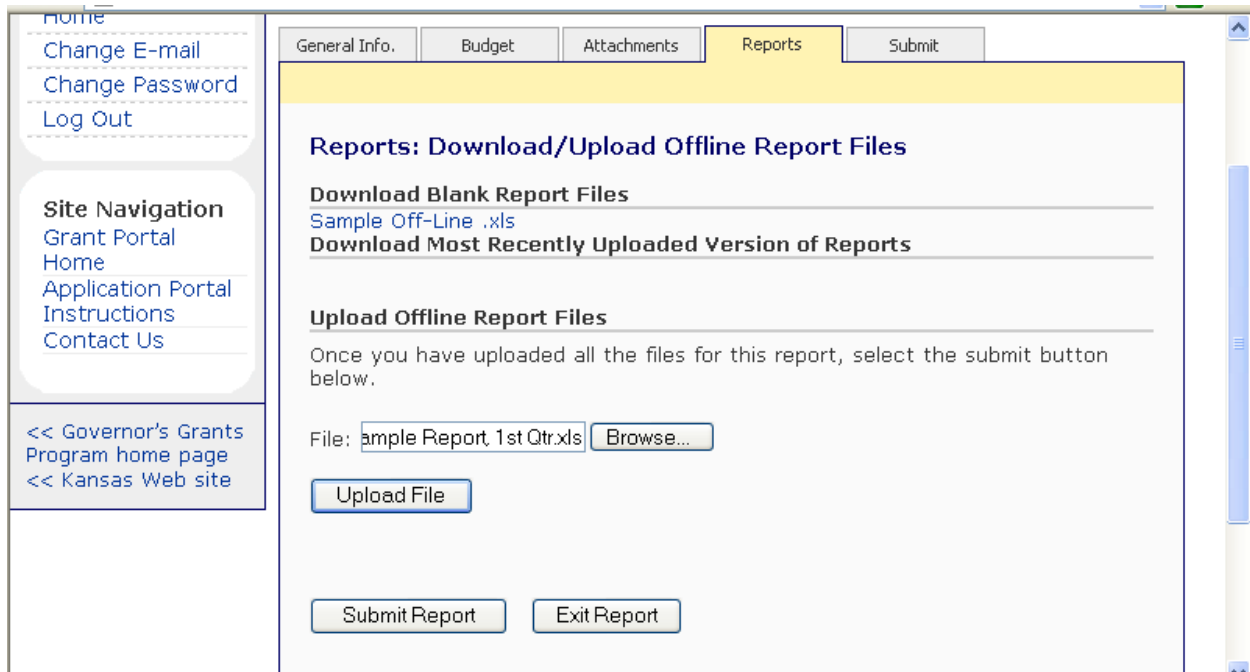 Home
Change E-mail
Change Password
Log Out
Site Navigation
Grant Portal
Home
Application Portal
Instructions
Contact Us
<< Governor's Grants
Program home page
<< Kansas Web site
General Info.
Budget
Attachments
Reports
Submit
Reports: Download/Upload Offline Report Files
Download Blank Report Files
Sample Off-Line .xls
Download Most Recently Uploaded Version of Reports
Upload Offline Report Files
Once you have uploaded all the files for this report, select the submit button
below.
File: ample Report, 1st Qtr.xls Browse...
Upload File
Submit Report Exit Report